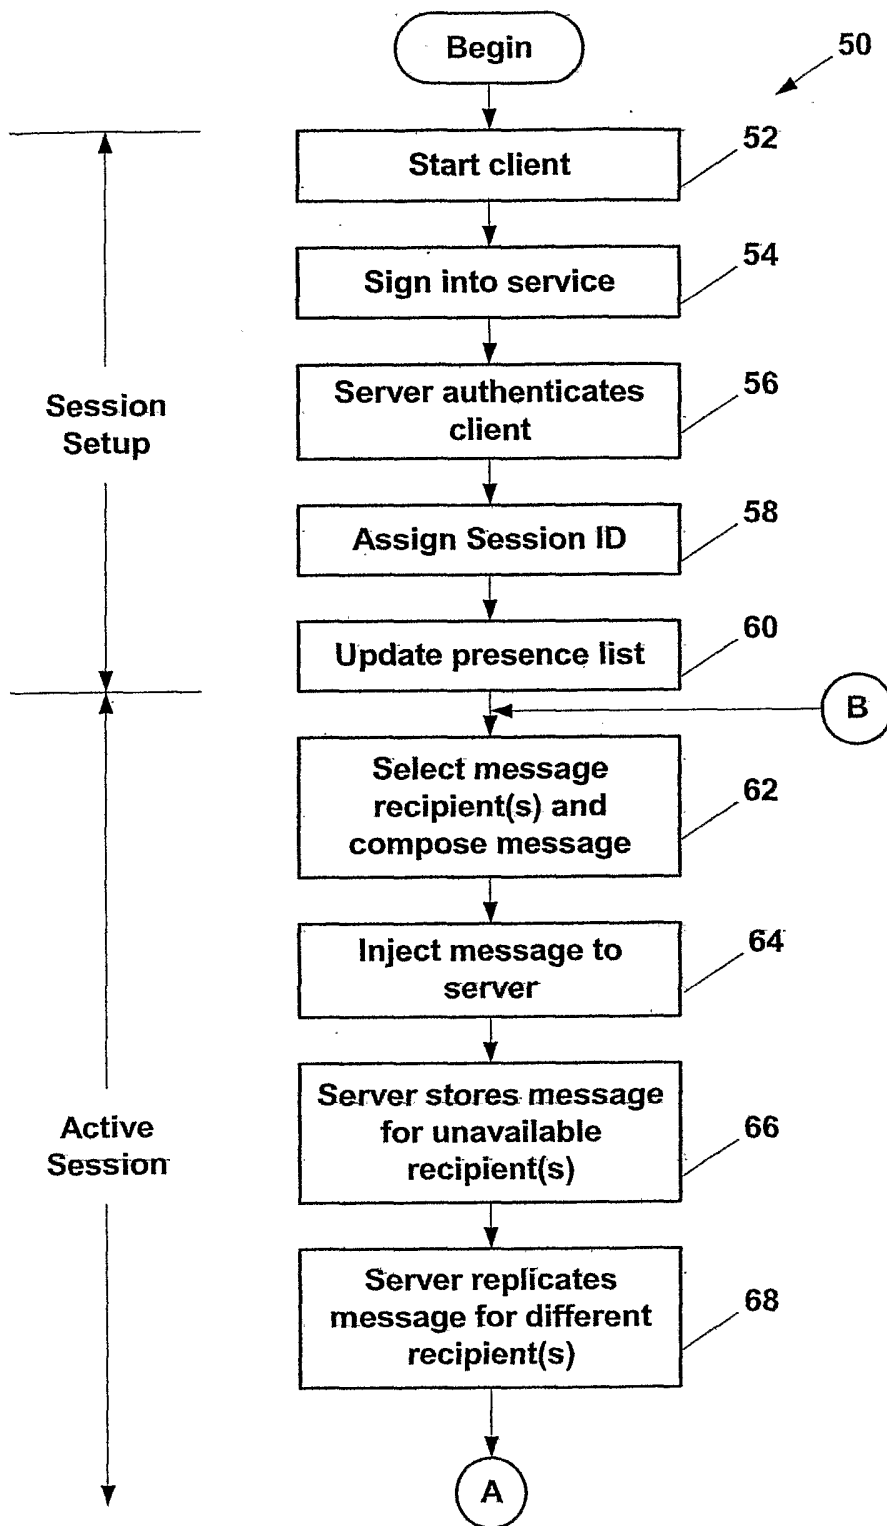 Begin
50
Start client
52
Sign into service
54
Server authenticates
client
56
Session
Setup
Assign Session ID
58
Update presence list
60
B
Select message
recipient(s) and
compose message
62
Inject message to
server
64
Server stores message
for unavailable
recipient(s)
66
Active
Session
Server replicates
message for different
recipient(s)
68
A